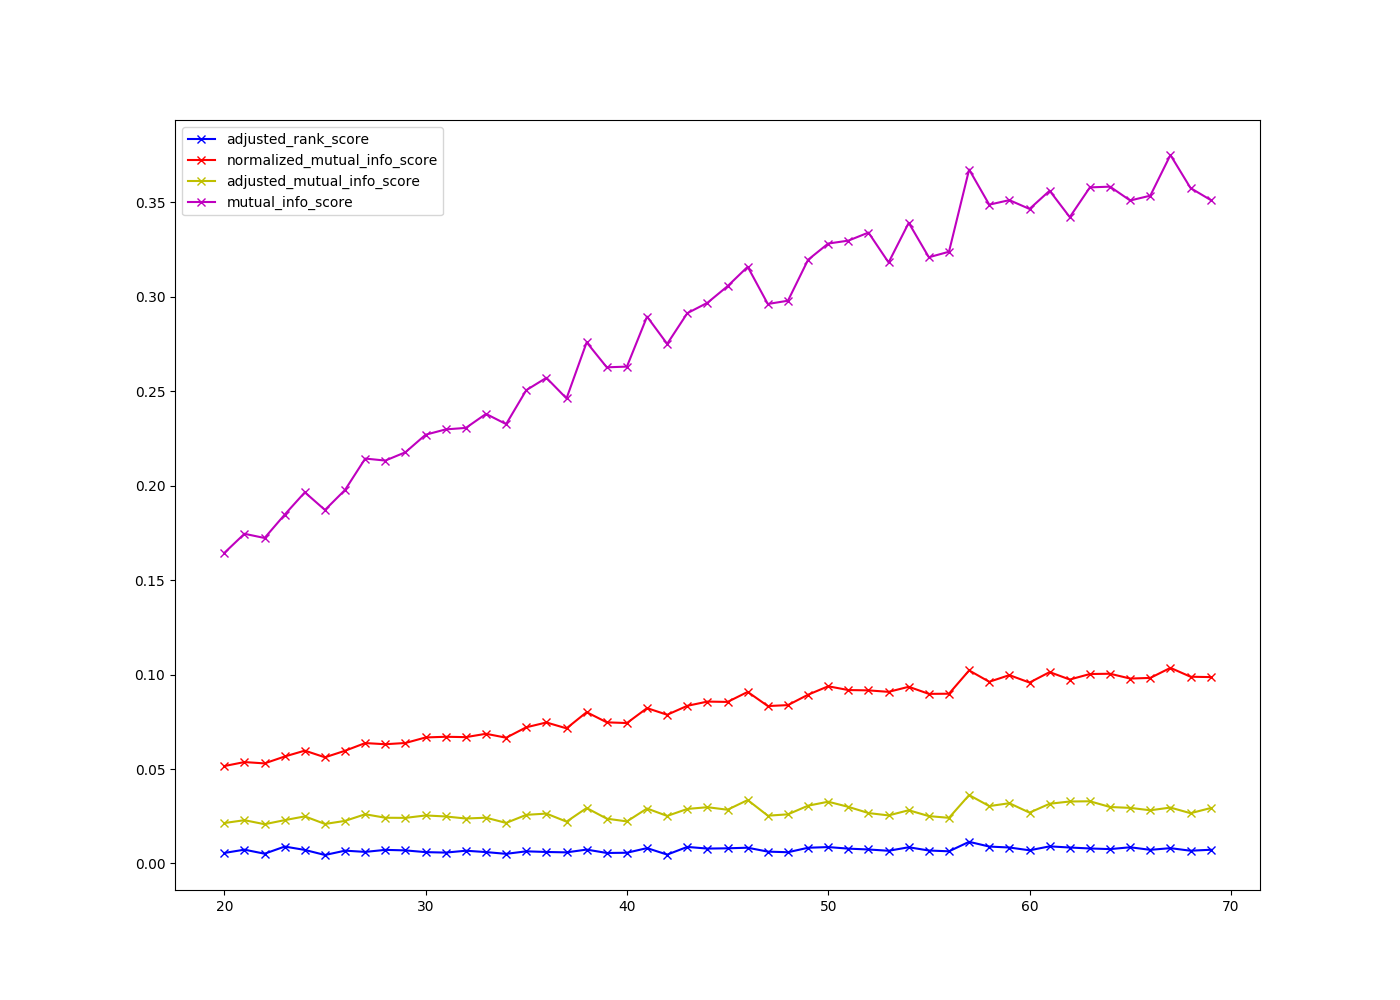 adjusted_rank_score
normalized_mutual_info_score
adjusted_mutual_info_score
mutual_info_score
0.35
0.30
0.25
0.20
0.15
0.10
0.05
0.00
20 30 40 50 60 70